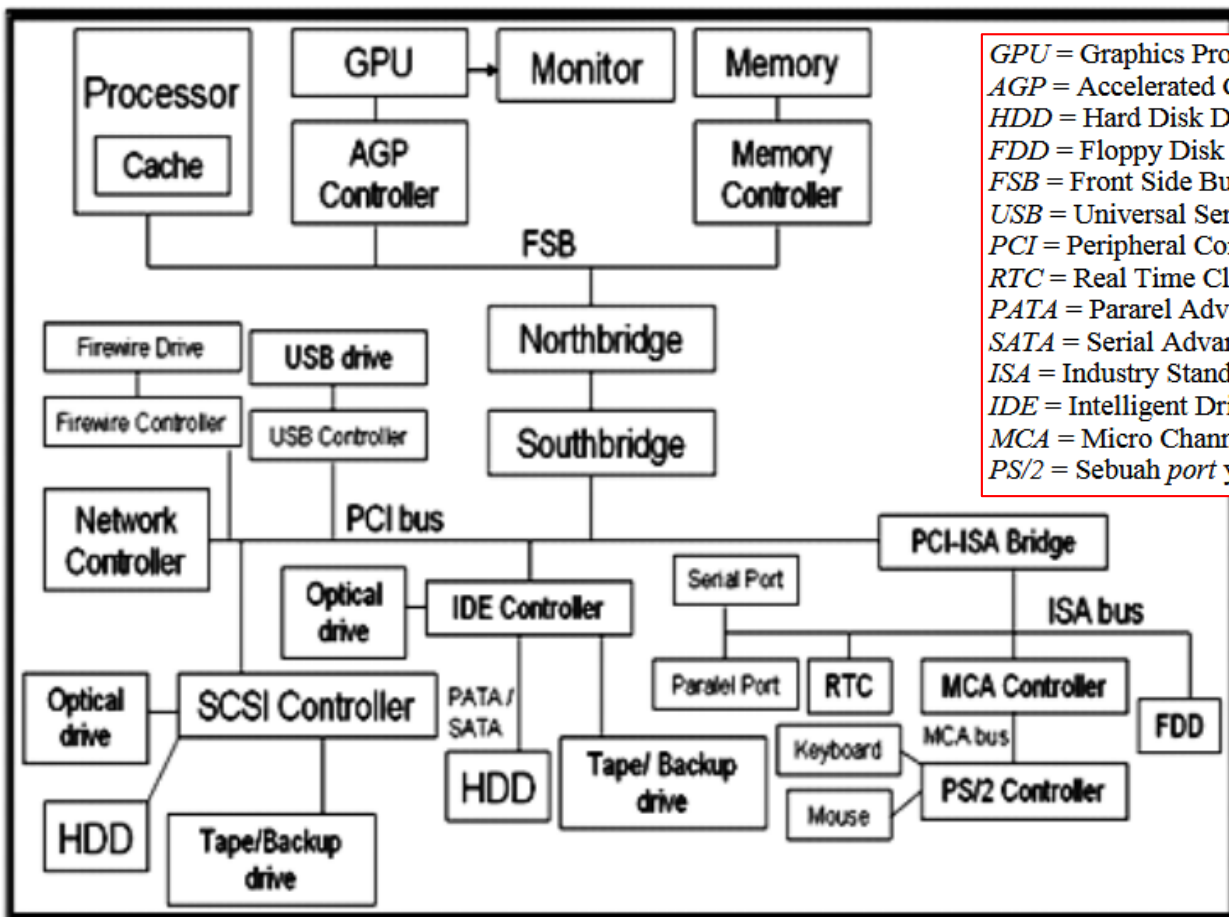 GPU
Monitor
Memory
Processor
Cache
AGP
Controller
Memory
Controller
FSB
GPU = Graphics Pro
AGP = Accelerated
HDD = Hard Disk D
FDD = Floppy Disk
FSB = Front Side Bu
USB = Universal Ser
PCI = Peripheral Co
RTC = Real Time Cl
PATA = Pararel Adv
SATA = Serial Advar
ISA = Industry Stand
IDE = Intelligent Dri
MCA = Micro Chann
PS/2 = Sebuah port y
Northbridge
Firewire Drive
USB drive
Firewire Controller
USB Controller
Southbridge
Network
Controller
PCI bus
PCI-ISA Bridge
Optical
drive
IDE Controller
Serial Port
ISA bus
Optical
drive
SCSI Controller
PATA /
SATA
Paralel Port
RTC
MCA Controller
FDD
HDD
Tape/ Backup
drive
Keyboard
MCA bus
Mouse
PS/2 Controller
HDD
Tape/Backup
drive